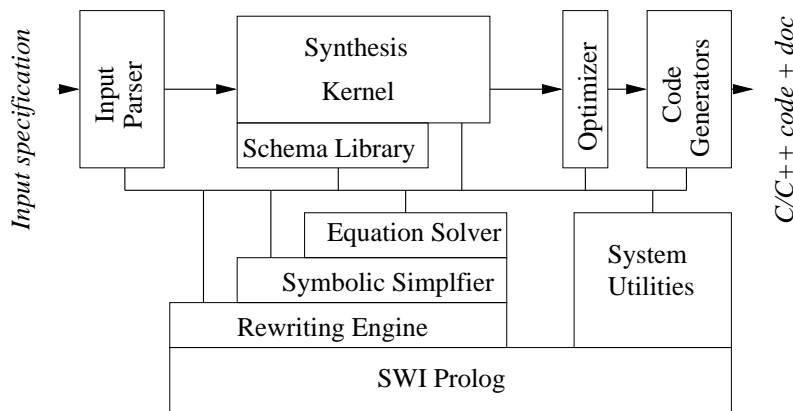 Input specification
Input
Parser
Synthesis
Kernel
Schema Library
Optimizer
Code
Generators
C/C++ code + doc
Equation Solver
Symbolic Simplfier
Rewriting Engine
System
Utilities
SWI Prolog